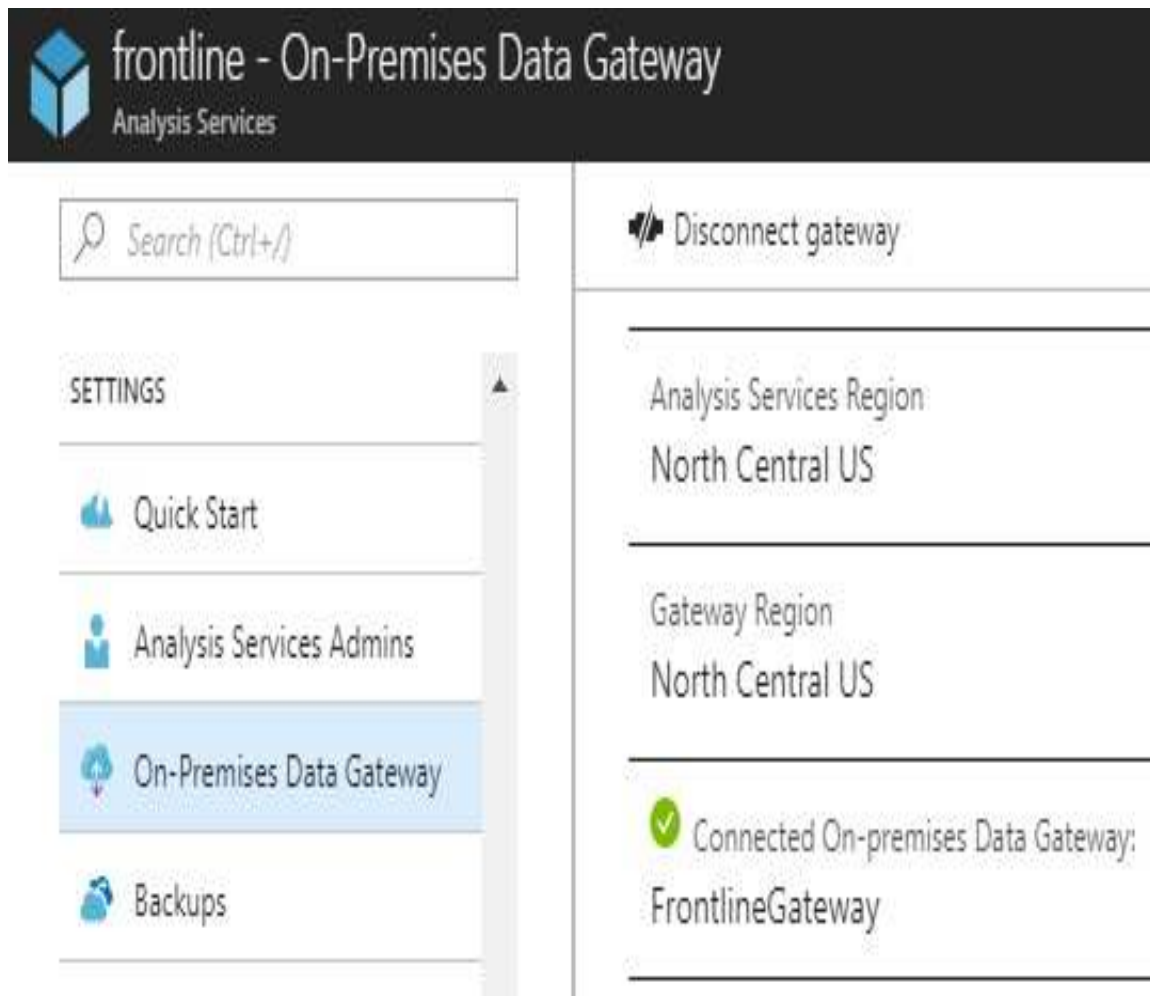 frontline - On-Premises Data Gateway
Analysis Services
Search (Ctrl+/)
SETTINGS
Quick Start
Analysis Services Admins
On-Premises Data Gateway
Backups
Disconnect gateway
Analysis Services Region
North Central US
Gateway Region
North Central US
Connected On-premises Data Gateway:
FrontlineGateway